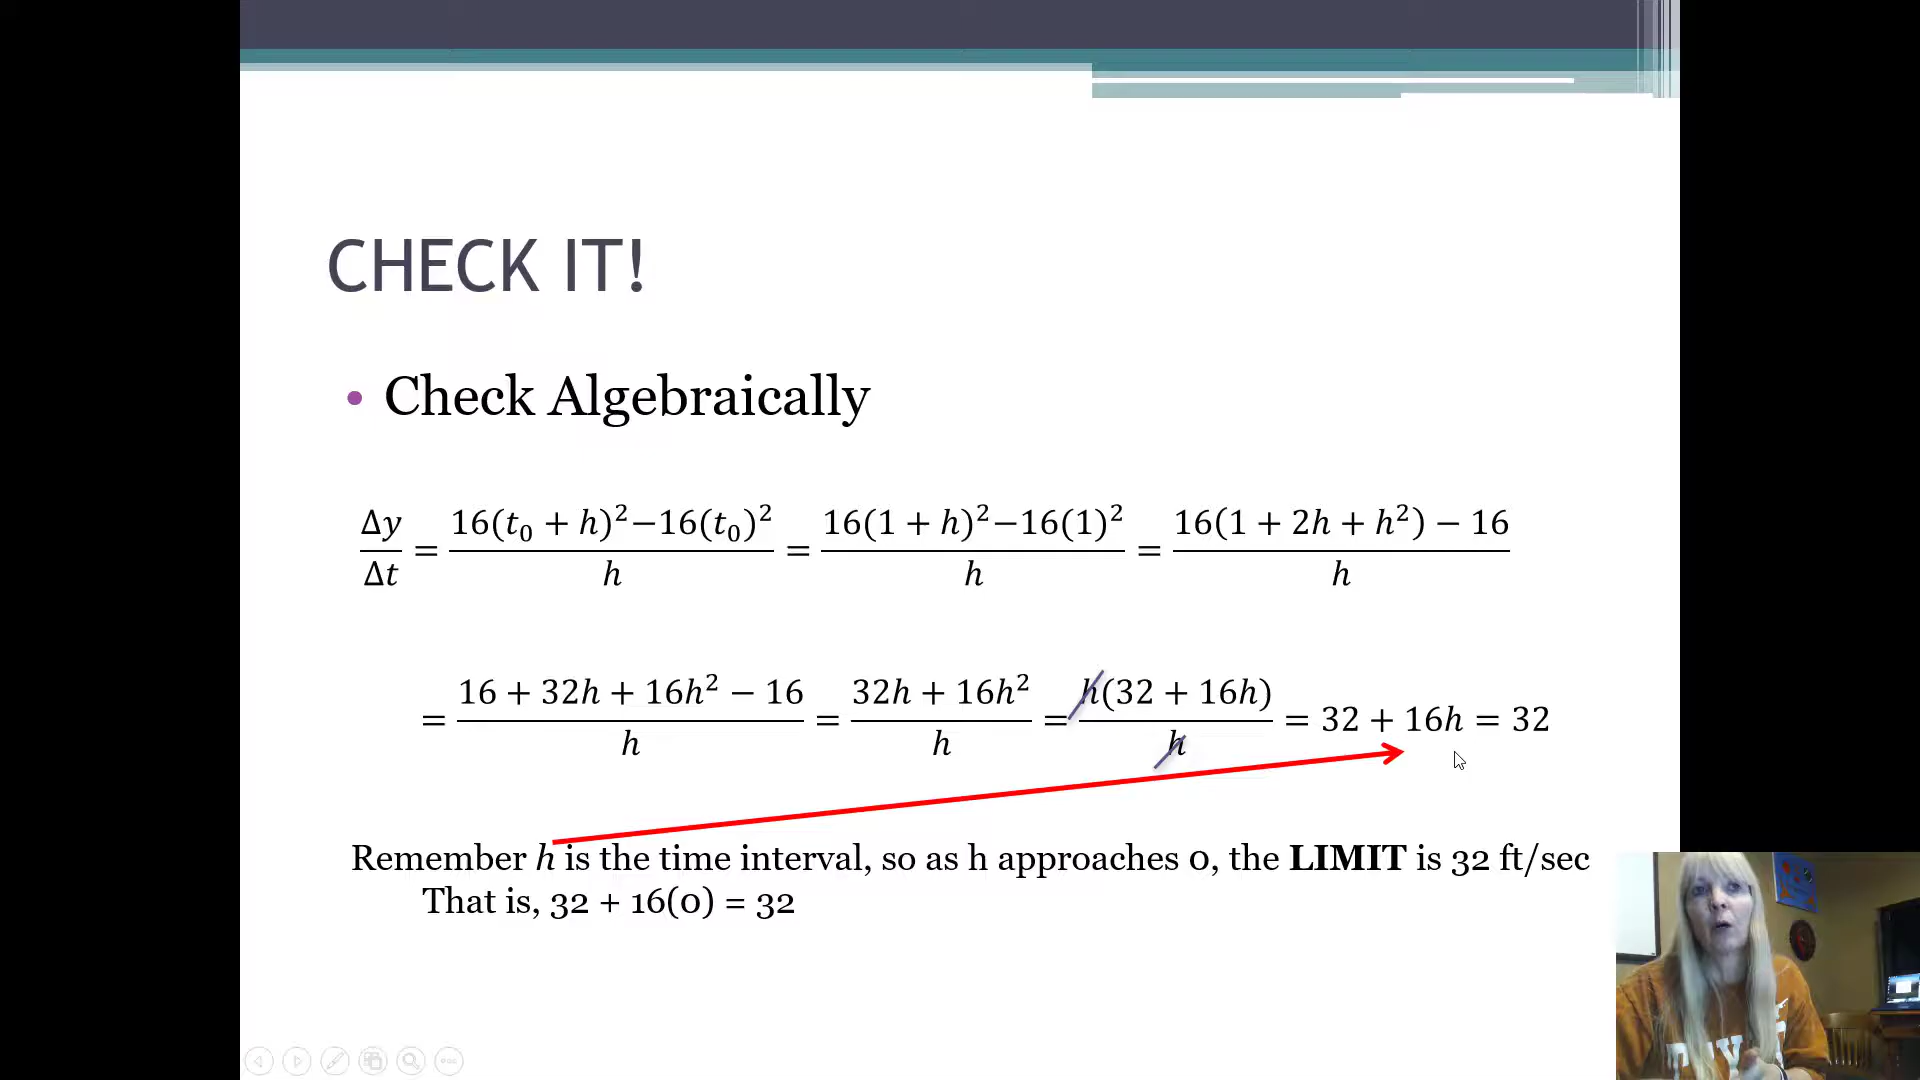 CHECK IT!
• Check Algebraically
Δy/Δt = (16(t₀ + h)²−16(t₀)²)/h = (16(1 + h)²−16(1)²)/h = (16(1 + 2h + h²) − 16)/h
= (16 + 32h + 16h² − 16)/h = (32h + 16h²)/h = (h(32 + 16h))/h = 32 + 16h = 32
Remember h is the time interval, so as h approaches 0, the LIMIT is 32 ft/sec
That is, 32 + 16(0) = 32